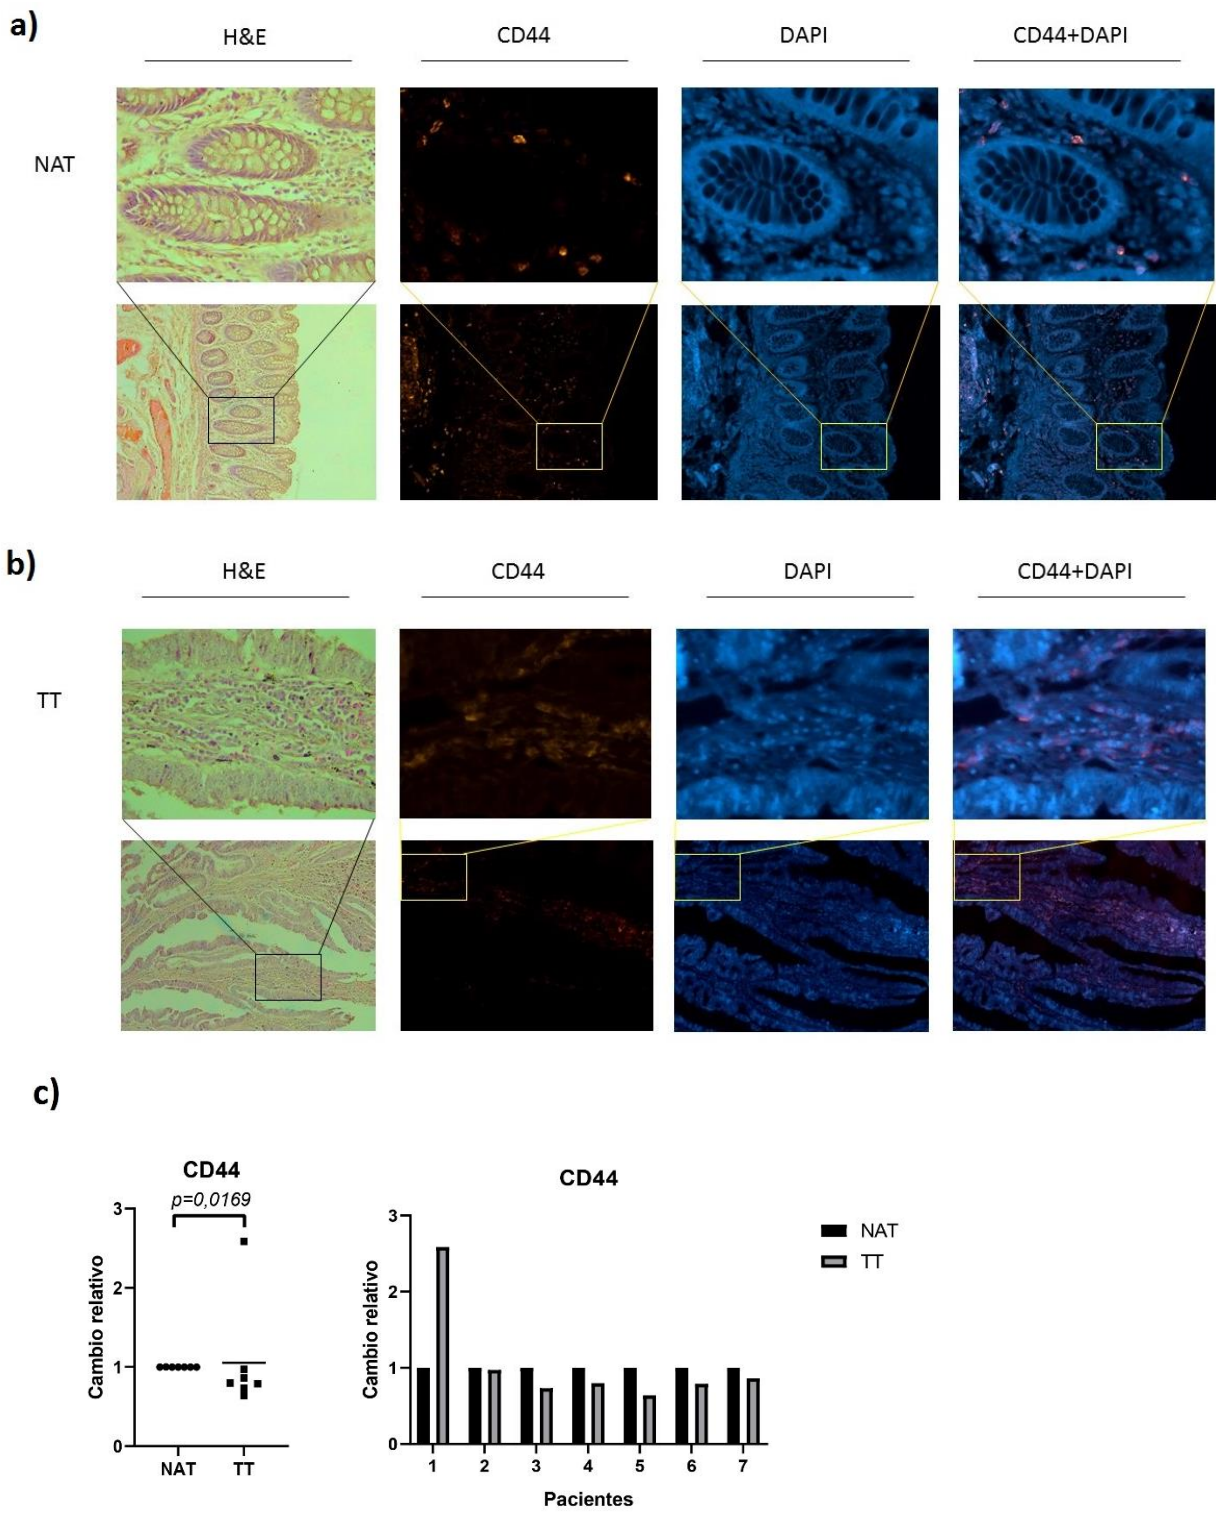 a)
H&E CD44 DAPI CD44+DAPI
NAT
b)
H&E CD44 DAPI CD44+DAPI
TT
c)
CD44
p=0,0169
3
2
1
0
Cambio relativo
NAT TT
CD44
3
2
1
0
Cambio relativo
1 2 3 4 5 6 7
Pacientes
NAT
TT